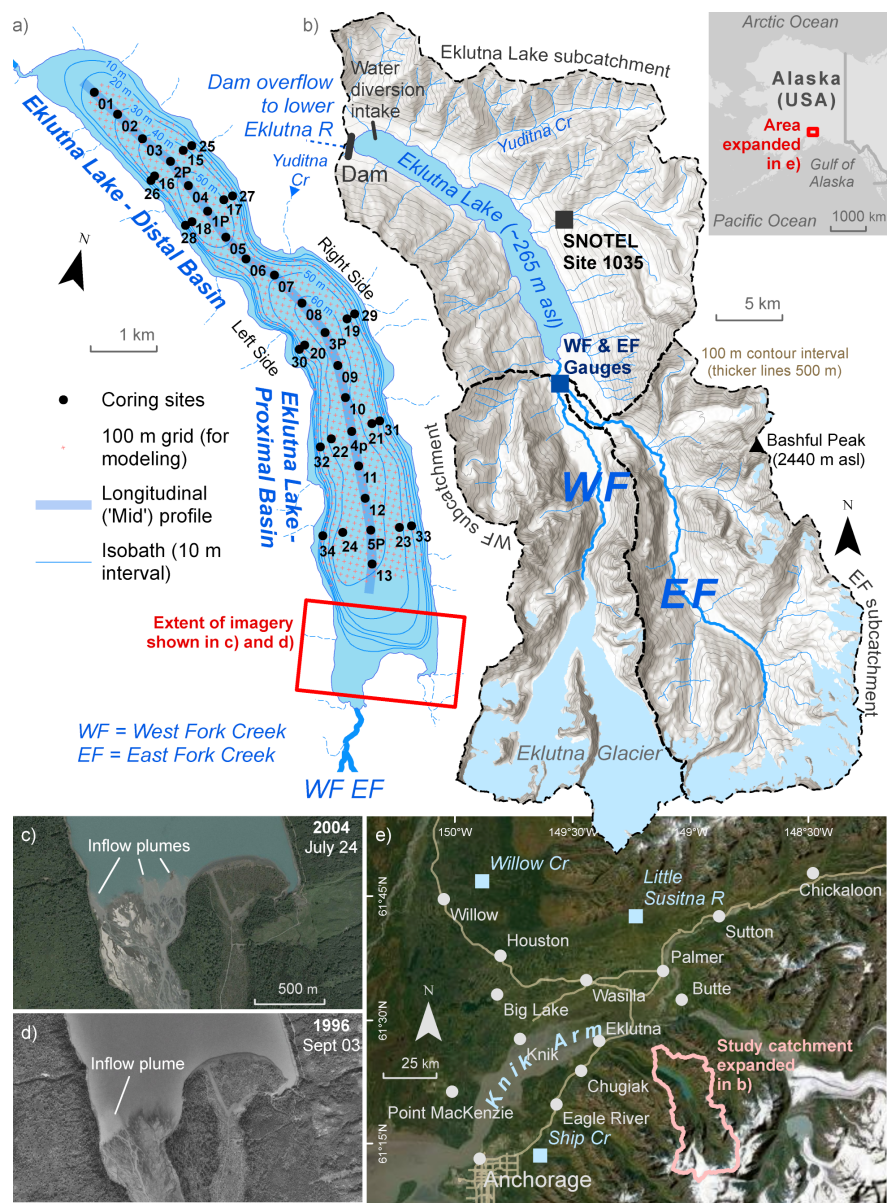 a)
10 m
20 m
30 m
40 m
50 m
01
02
03
25
15
2P
16
26
04
27
17
1P
18
28
05
06
07
50 m
60 m
08
29
19
3P
20
30
09
10
31
21
4p
22
32
11
12
23
33
5P
24
34
13
Eklutna Lake - Distal Basin
Eklutna Lake -
Proximal Basin
Right Side
Left Side
Yuditna
Cr
N
1 km
Coring sites
100 m grid (for
modeling)
Longitudinal
('Mid') profile
Isobath (10 m
interval)
Extent of imagery
shown in c) and d)
WF = West Fork Creek
EF = East Fork Creek
WF EF
b)
Eklutna Lake subcatchment
Water
diversion
intake
Dam overflow
to lower
Eklutna R
Dam
Yuditna Cr
Eklutna Lake (~265 m asl)
SNOTEL
Site 1035
WF & EF
Gauges
5 km
100 m contour interval
(thicker lines 500 m)
Bashful Peak
(2440 m asl)
WF subcatchment
WF
EF
N
EF subcatchment
Eklutna Glacier
Arctic Ocean
Alaska
(USA)
Area
expanded
in e)
Gulf of
Alaska
Pacific Ocean
1000 km
c)
2004
July 24
Inflow plumes
500 m
d)
1996
Sept 03
Inflow plume
e)
150°W
149°30'W
149°W
148°30'W
61°45'N
61°30'N
61°15'N
Willow Cr
Little
Susitna R
Chickaloon
Willow
Sutton
Houston
Palmer
Wasilla
Butte
Big Lake
N
Eklutna
Knik
Knik Arm
25 km
Study catchment
expanded
in b)
Chugiak
Point MacKenzie
Eagle River
Ship Cr
Anchorage